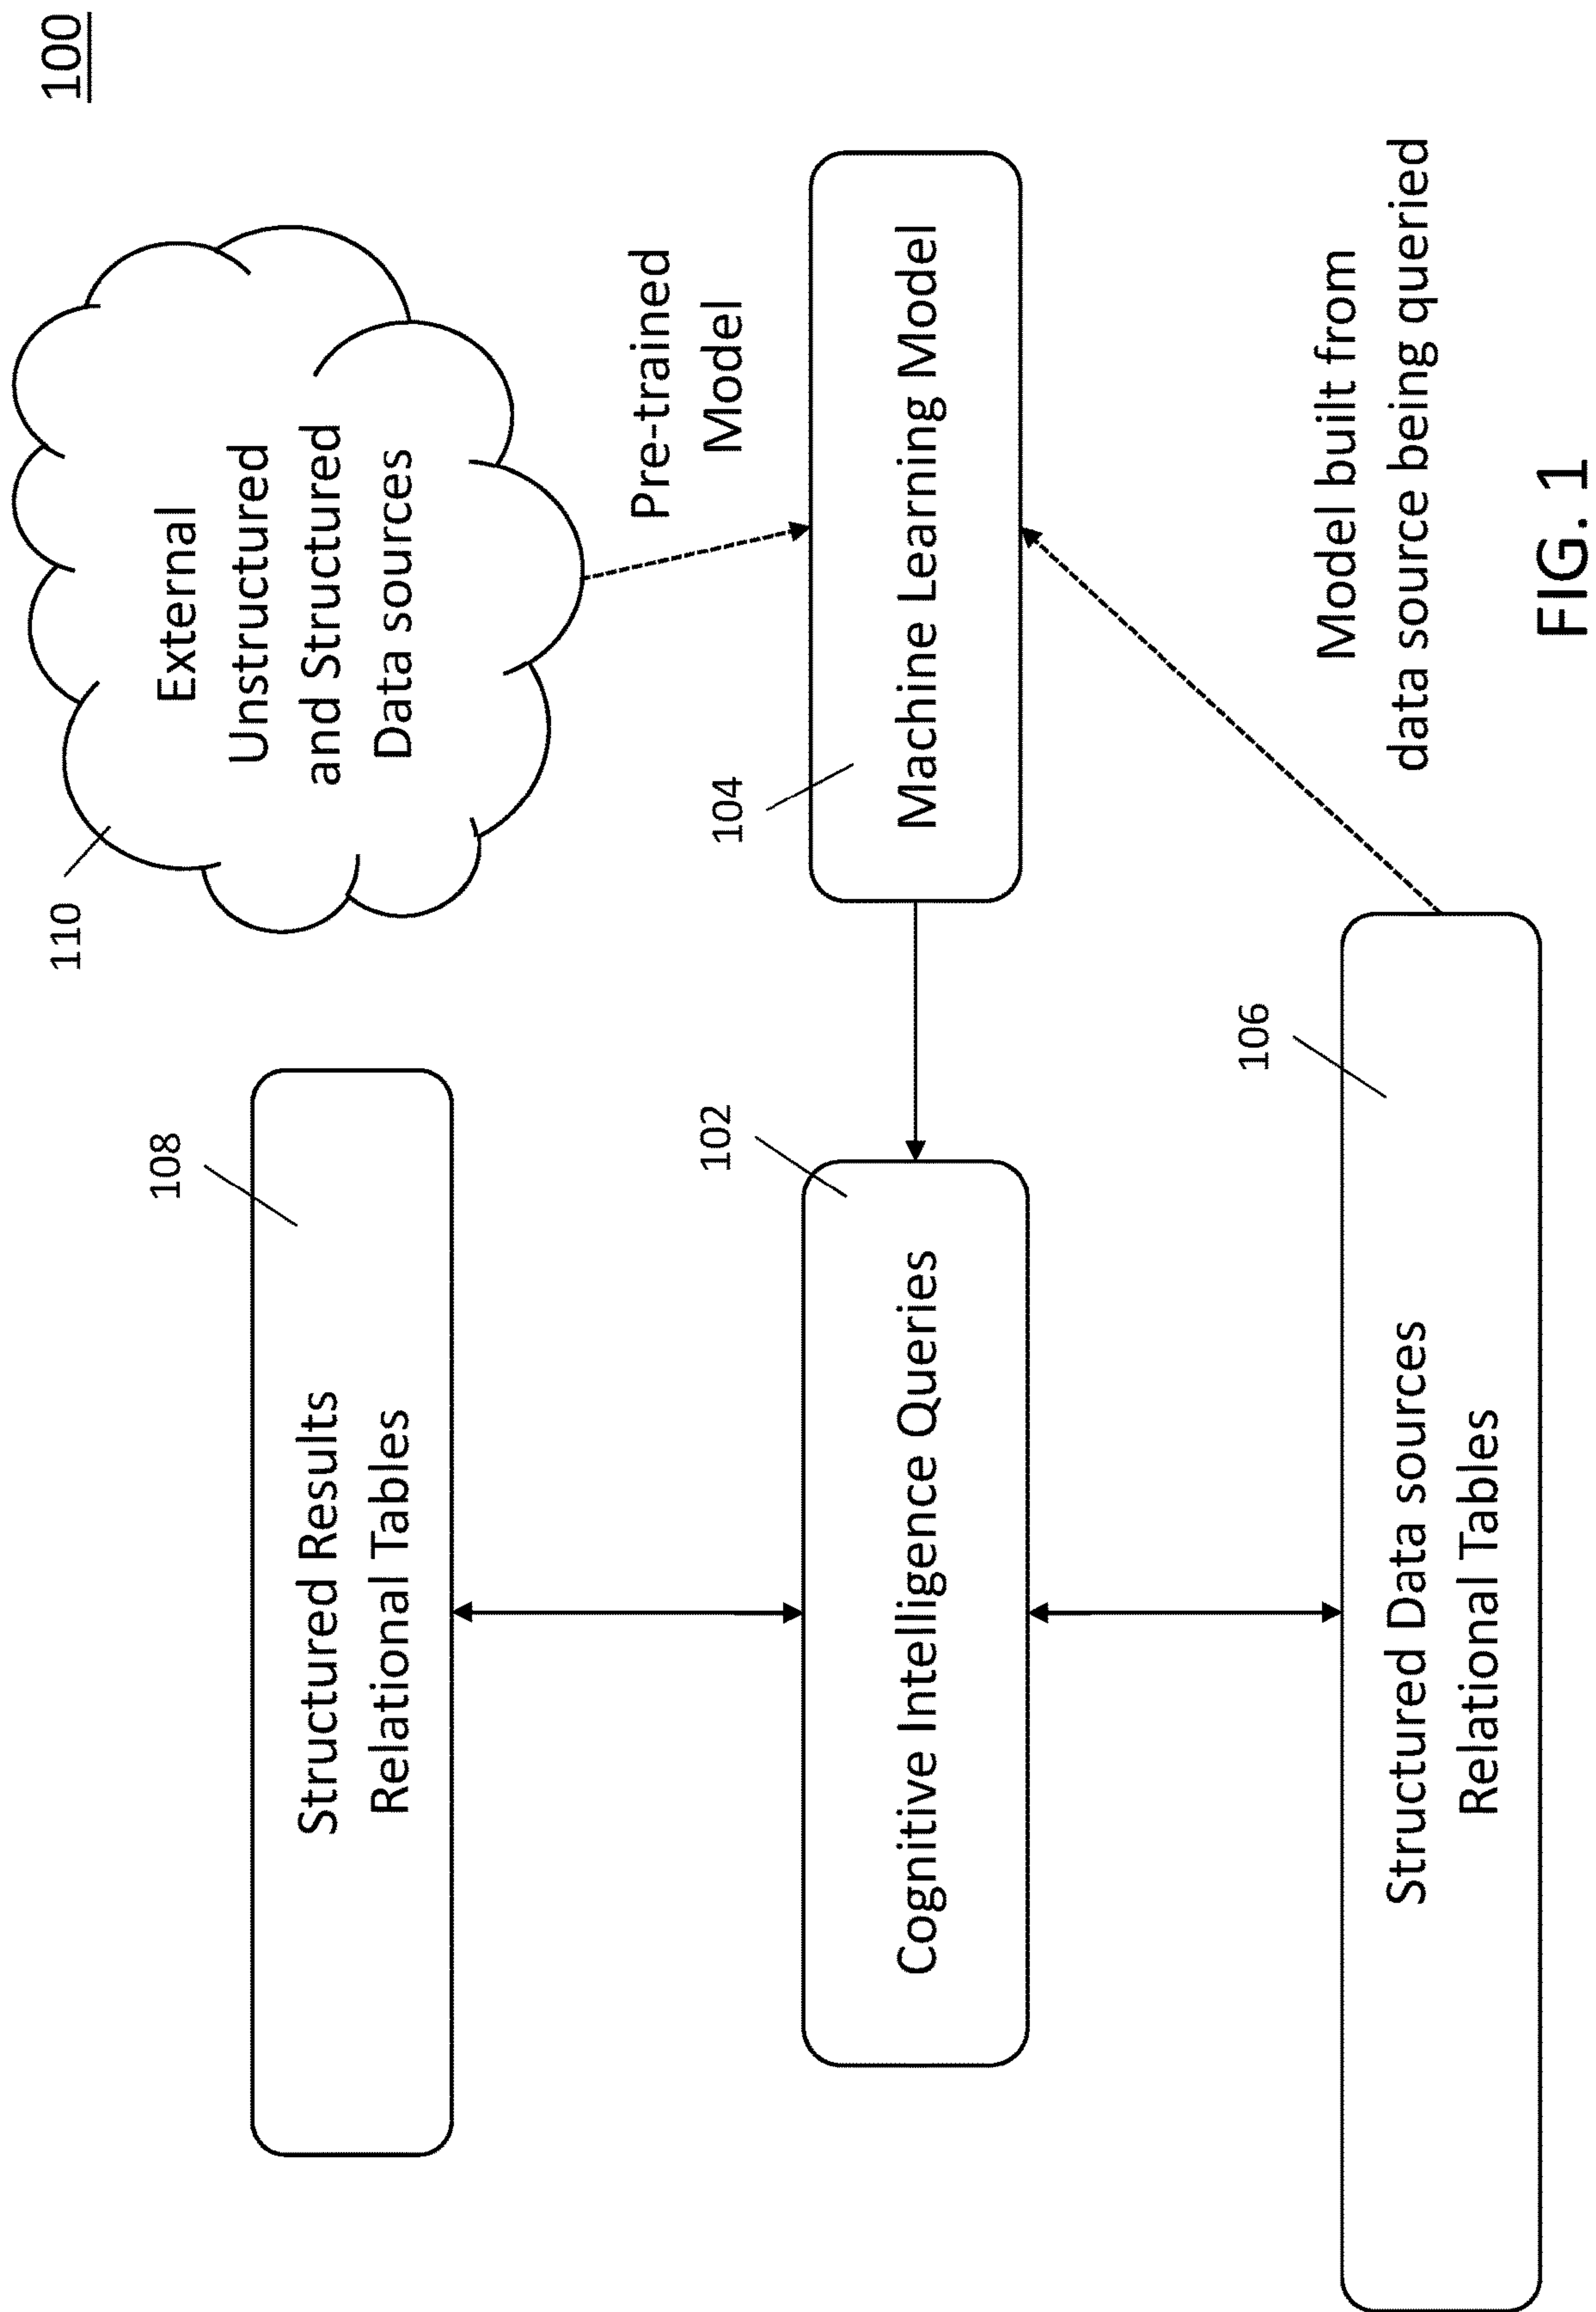 100
110
External
Unstructured
and Structured
Data sources
108
Structured Results
Relational Tables
Pre-trained
Model
102
Cognitive Intelligence Queries
104
Machine Learning Model
106
Structured Data sources
Relational Tables
Model built from
data source being queried
FIG. 1